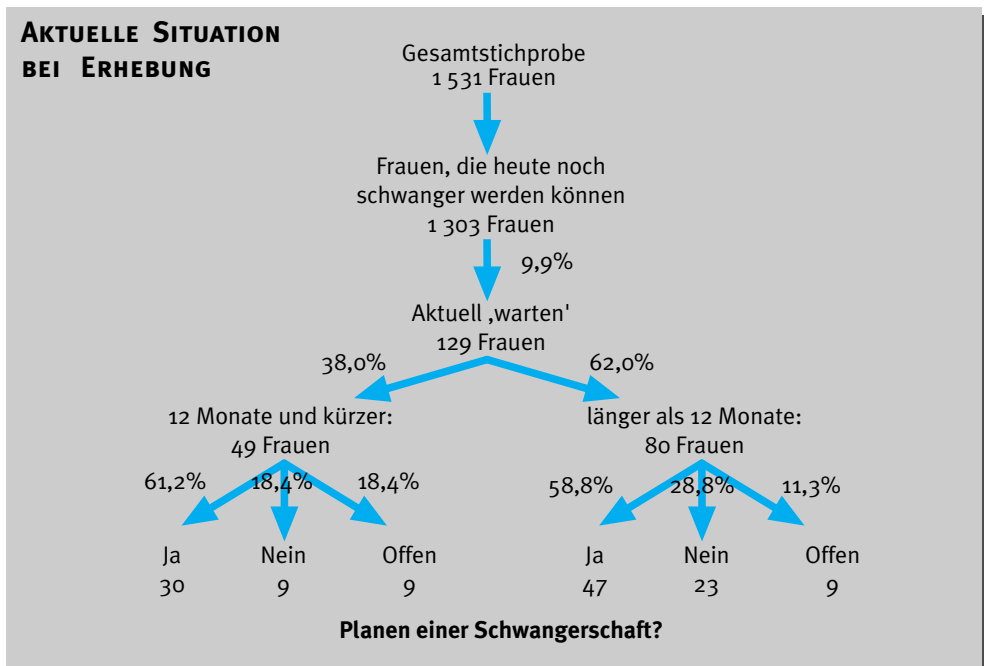 AKTUELLE SITUATION
BEI ERHEBUNG
Gesamtstichprobe
1 531 Frauen
Frauen, die heute noch
schwanger werden können
1 303 Frauen
9,9%
Aktuell ‚warten'
129 Frauen
38,0% 62,0%
12 Monate und kürzer: länger als 12 Monate:
49 Frauen 80 Frauen
61,2% 18,4% 18,4% 58,8% 28,8% 11,3%
Ja Nein Offen Ja Nein Offen
30 9 9 47 23 9
Planen einer Schwangerschaft?